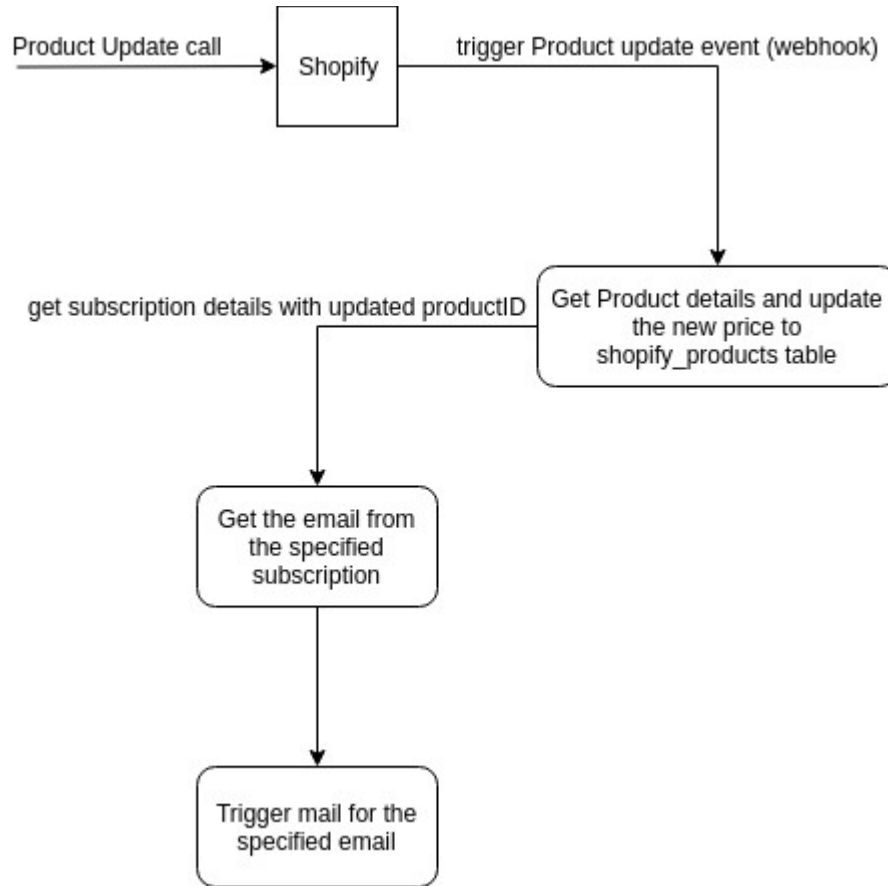 Product Update call
Shopify
trigger Product update event (webhook)
Get Product details and update
the new price to
shopify_products table
get subscription details with updated productID
Get the email from
the specified
subscription
Trigger mail for the
specified email